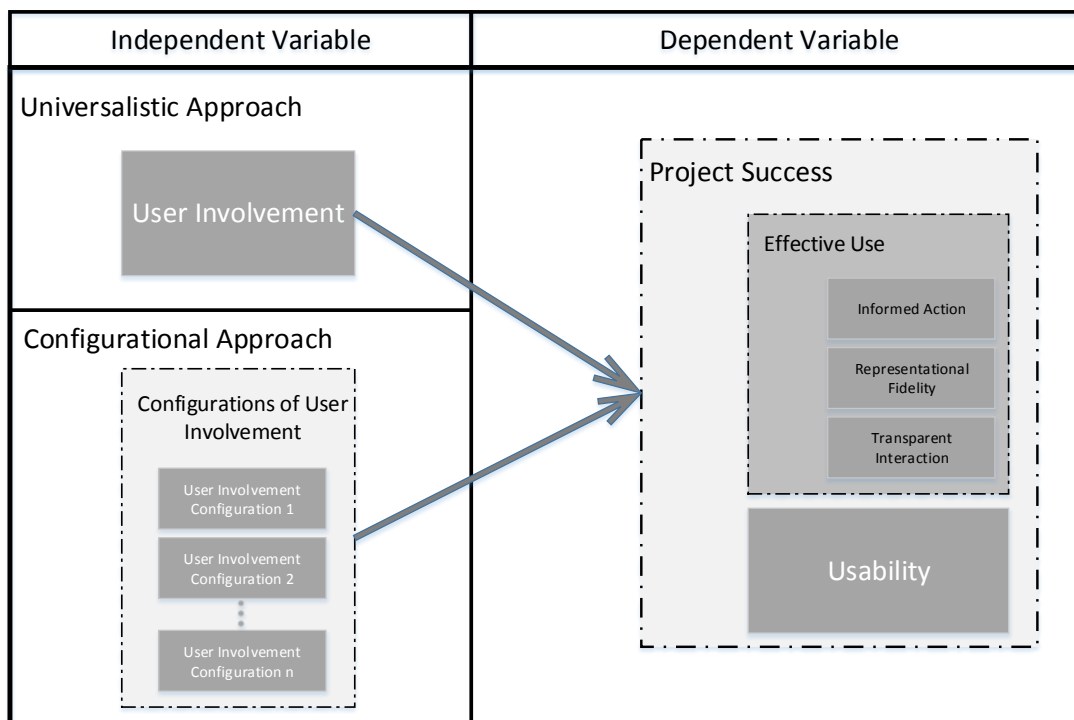 Independent Variable
Dependent Variable
Universalistic Approach
User Involvement
Configurational Approach
Configurations of User
Involvement
User Involvement
Configuration 1
User Involvement
Configuration 2
User Involvement
Configuration n
Project Success
Effective Use
Informed Action
Representational
Fidelity
Transparent
Interaction
Usability